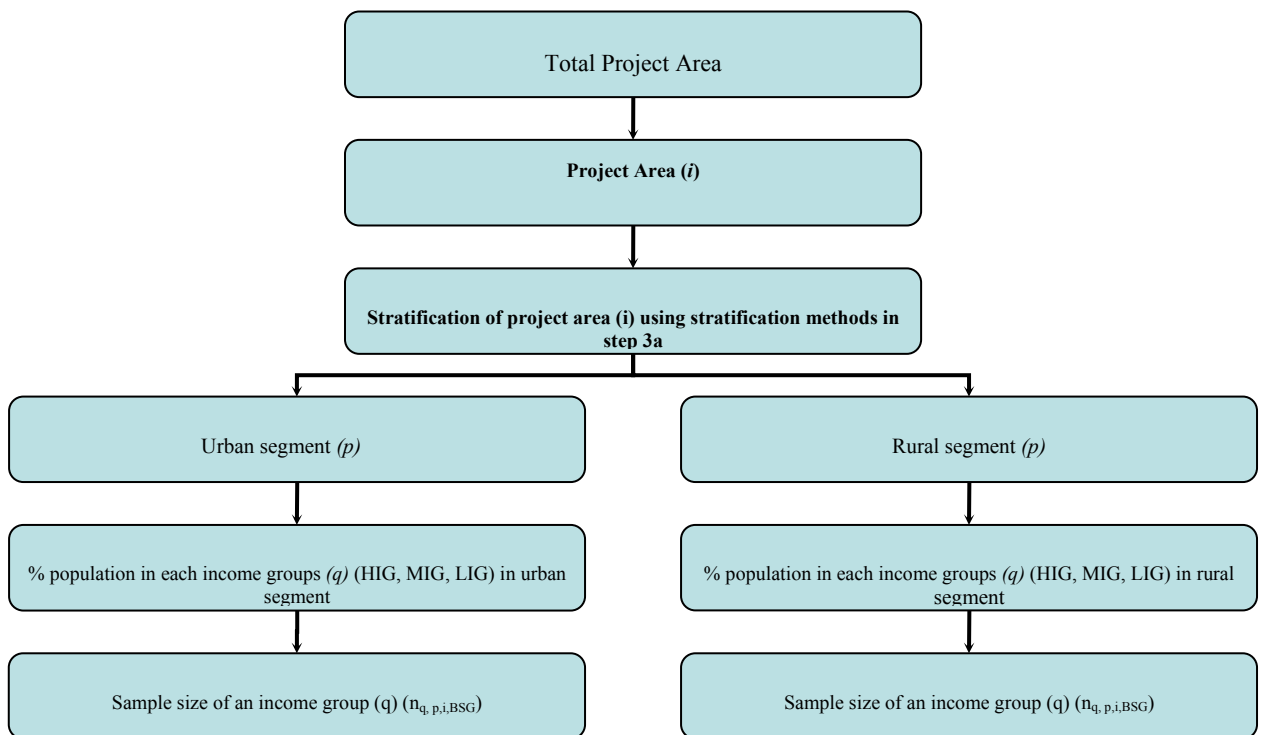 Total Project Area
Project Area (i)
Stratification of project area (i) using stratification methods in
step 3a
Urban segment (p)
Rural segment (p)
% population in each income groups (q) (HIG, MIG, LIG) in urban
segment
% population in each income groups (q) (HIG, MIG, LIG) in rural
segment
Sample size of an income group (q) (nq, p,i,BSG)
Sample size of an income group (q) (nq, p,i,BSG)